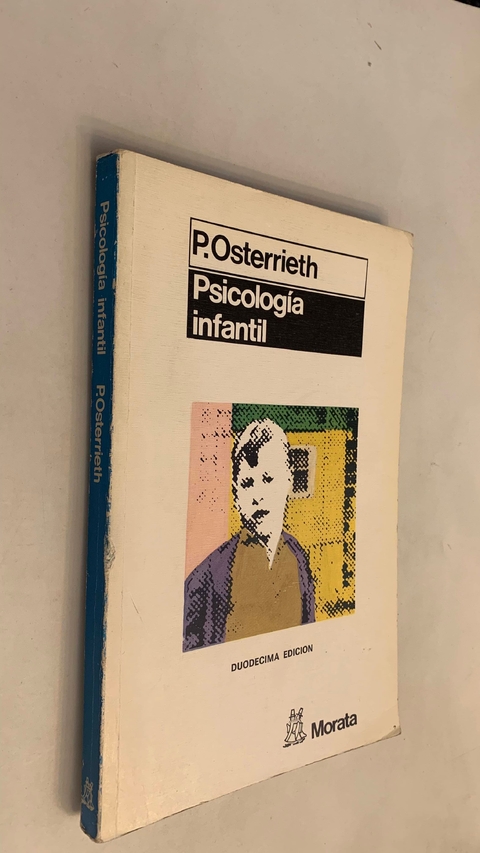 P.Osterrieth
Psicología
infantil
DUODECIMA EDICION
Morata
Psicología infantil P.Osterrieth